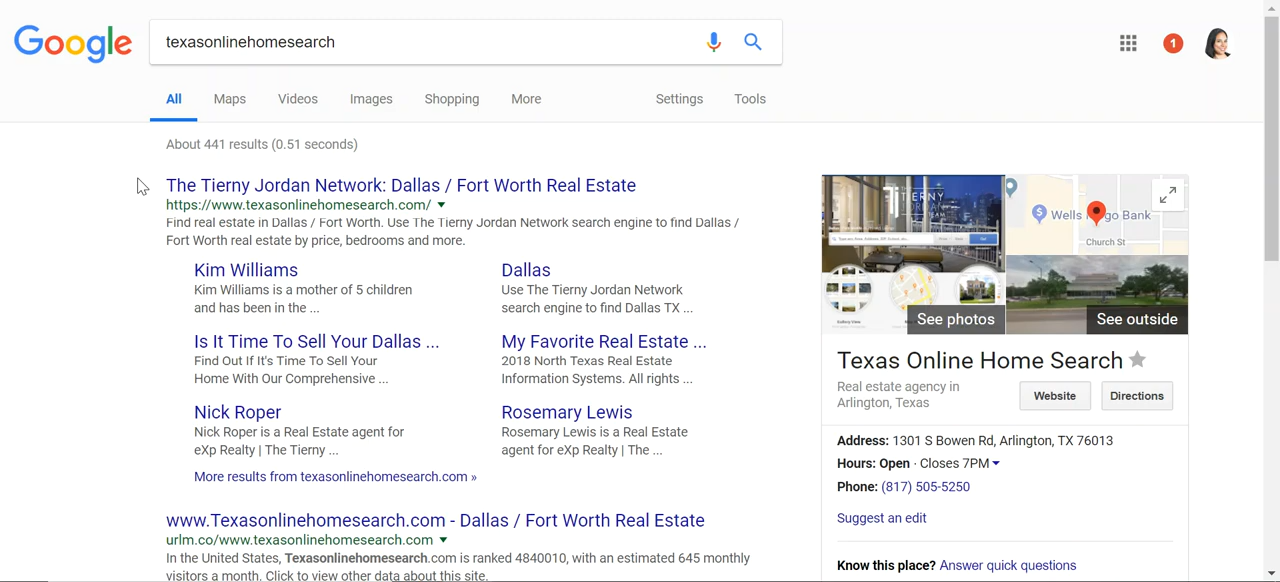 Google
texasonlinehomesearch
1
All Maps Videos Images Shopping More Settings Tools
About 441 results (0.51 seconds)
The Tierny Jordan Network: Dallas / Fort Worth Real Estate
https://www.texasonlinehomesearch.com/
Find real estate in Dallas / Fort Worth. Use The Tierny Jordan Network search engine to find Dallas /
Fort Worth real estate by price, bedrooms and more.
Kim Williams
Kim Williams is a mother of 5 children
and has been in the ...
Dallas
Use The Tierny Jordan Network
search engine to find Dallas TX ...
Is It Time To Sell Your Dallas ...
Find Out If It's Time To Sell Your
Home With Our Comprehensive ...
My Favorite Real Estate ...
2018 North Texas Real Estate
Information Systems. All rights ...
Nick Roper
Nick Roper is a Real Estate agent for
eXp Realty | The Tierny ...
Rosemary Lewis
Rosemary Lewis is a Real Estate
agent for eXp Realty | The ...
More results from texasonlinehomesearch.com »
www.Texasonlinehomesearch.com - Dallas / Fort Worth Real Estate
urlm.co/www.texasonlinehomesearch.com
In the United States, Texasonlinehomesearch.com is ranked 4840010, with an estimated 645 monthly
visitors a month. Click to view other data about this site.
The
TIERNY
JORDAN
TEAM
See photos
Wells go Bank
Church St
See outside
Texas Online Home Search
Real estate agency in
Arlington, Texas
Website Directions
Address: 1301 S Bowen Rd, Arlington, TX 76013
Hours: Open · Closes 7PM
Phone: (817) 505-5250
Suggest an edit
Know this place? Answer quick questions